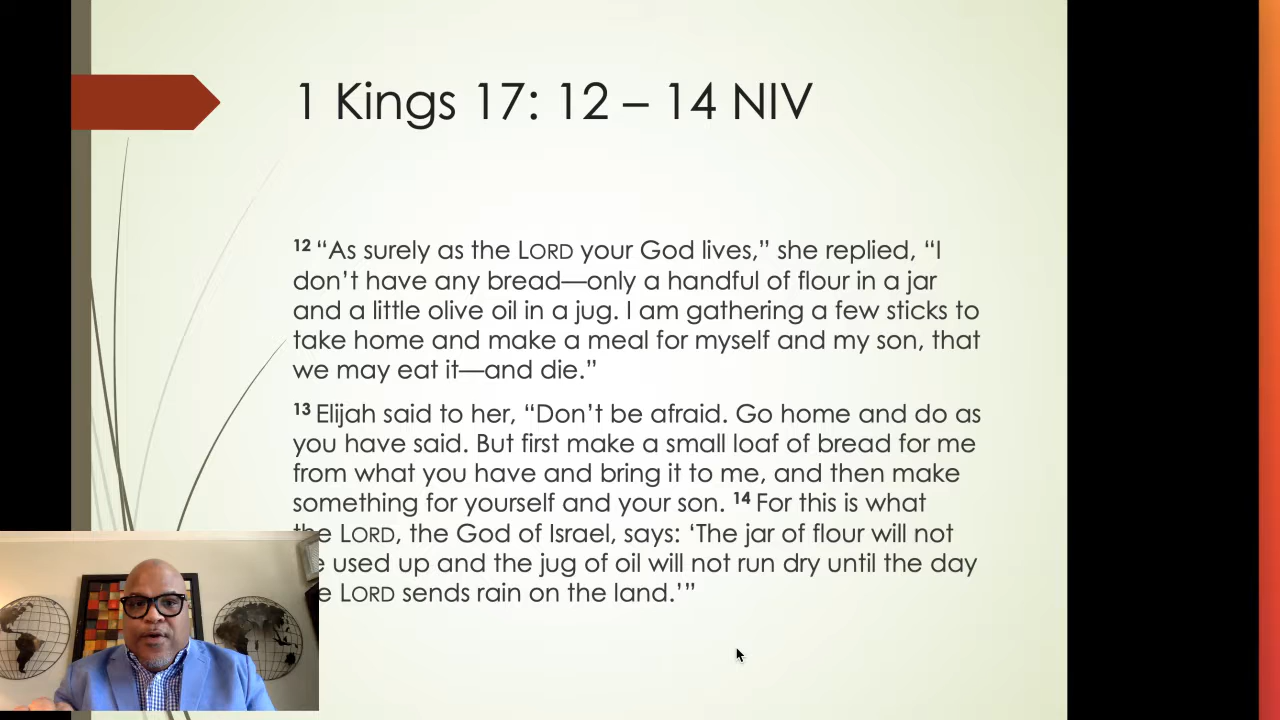 1 Kings 17: 12 – 14 NIV
12 “As surely as the LORD your God lives,” she replied, “I
don’t have any bread—only a handful of flour in a jar
and a little olive oil in a jug. I am gathering a few sticks to
take home and make a meal for myself and my son, that
we may eat it—and die.”
13 Elijah said to her, “Don’t be afraid. Go home and do as
you have said. But first make a small loaf of bread for me
from what you have and bring it to me, and then make
something for yourself and your son. 14 For this is what
the LORD, the God of Israel, says: ‘The jar of flour will not
used up and the jug of oil will not run dry until the day
LORD sends rain on the land.’”